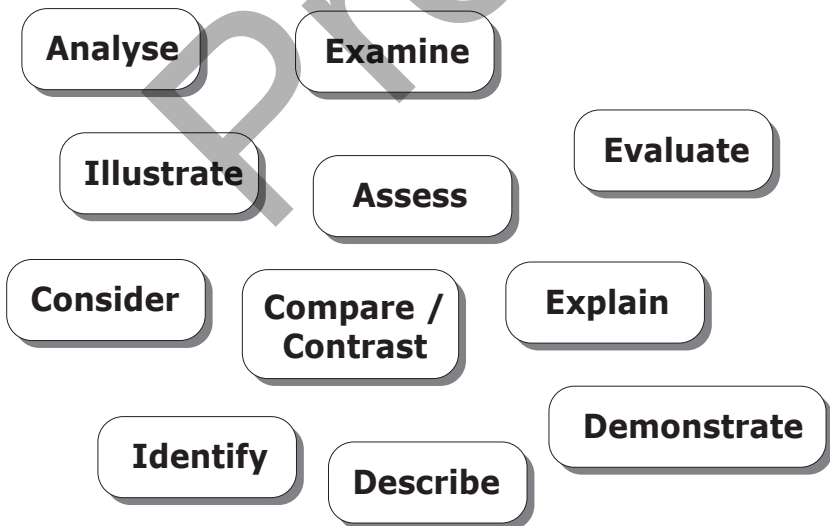 Analyse
Examine
Illustrate
Assess
Evaluate
Consider
Compare /
Contrast
Explain
Identify
Describe
Demonstrate